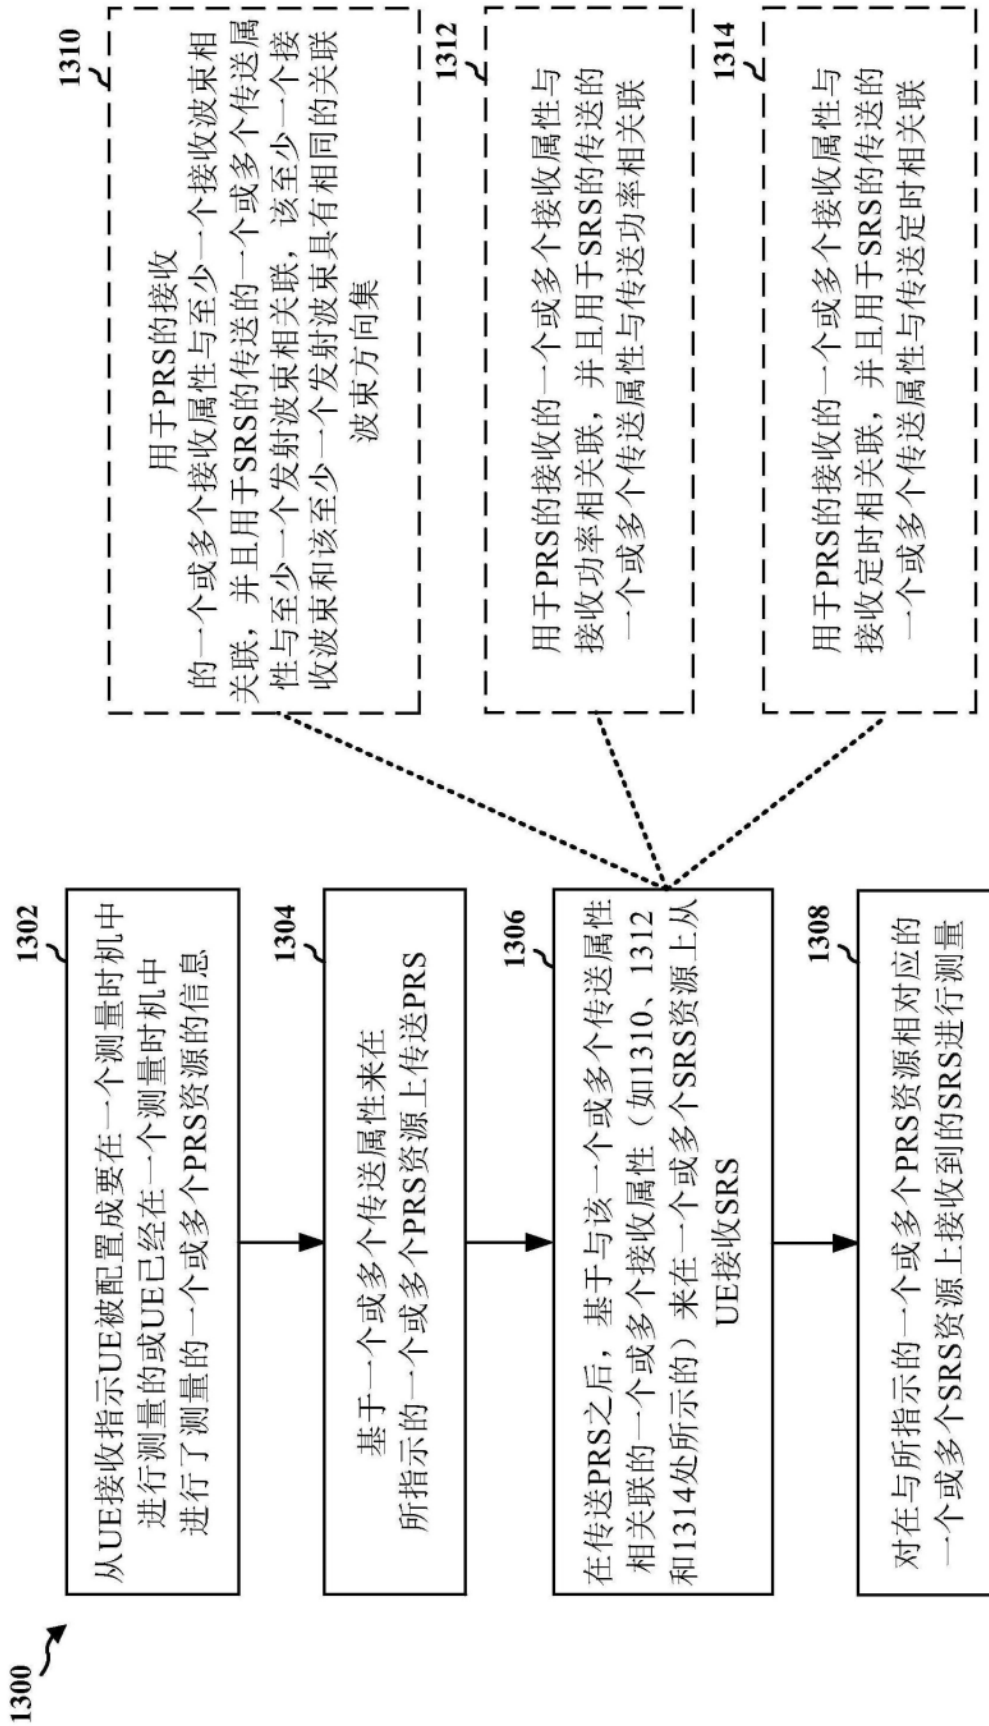 1300
1302
从UE接收指示UE被配置成要在一个测量时机中
进行测量的或UE已经在一个测量时机中
进行了测量的一个或多个PRS资源的信息
1304
基于一个或多个传送属性来在
所指示的一个或多个PRS资源上传送PRS
1306
在传送PRS之后，基于与该一个或多个传送属性
相关联的一个或多个接收属性（如1310、1312
和1314处所示的）来在一个或多个SRS资源上从
UE接收SRS
1308
对在与所指示的一个或多个PRS资源相对应的
一个或多个SRS资源上接收到的SRS进行测量
1310
用于PRS的接收
的一个或多个接收属性与至少一个接收波束相
关联，并且用于SRS的传送的一个或多个传送属
性与至少一个发射波束相关联，该至少一个接
收波束和该至少一个发射波束具有相同的关联
波束方向集
1312
用于PRS的接收的一个或多个接收属性与
接收功率相关联，并且用于SRS的传送的
一个或多个传送属性与传送功率相关联
1314
用于PRS的接收的一个或多个接收属性与
接收定时相关联，并且用于SRS的传送的
一个或多个传送属性与传送定时相关联